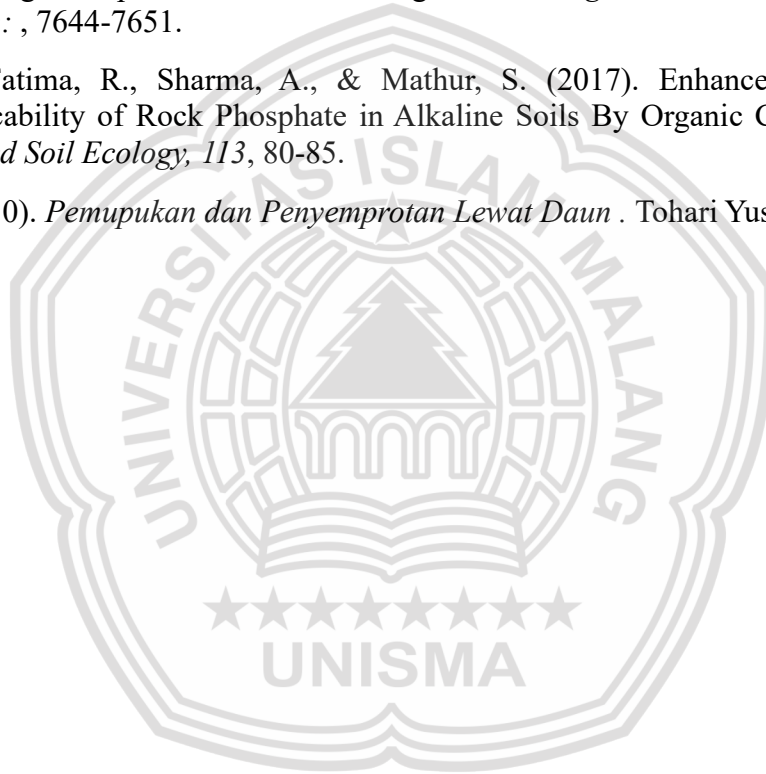 : , 7644-7651.
Fatima, R., Sharma, A., & Mathur, S. (2017). Enhance
cability of Rock Phosphate in Alkaline Soils By Organic C
d Soil Ecology, 113, 80-85.
0). Pemupukan dan Penyemprotan Lewat Daun . Tohari Yus
UNIVERSITAS ISLAM MALANG
UNISMA